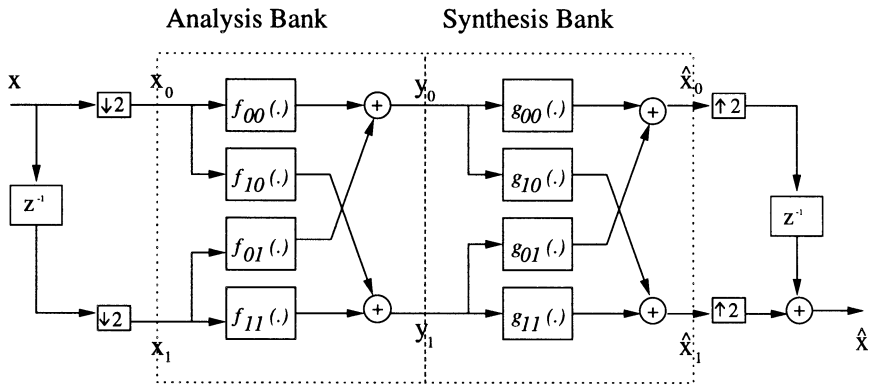 Analysis Bank
Synthesis Bank
x
↓2
x₀
f₀₀(.)
+
y₀
g₀₀(.)
+
x̂₀
↑2
f₁₀(.)
g₁₀(.)
z⁻¹
z⁻¹
f₀₁(.)
g₀₁(.)
↓2
x₁
f₁₁(.)
+
y₁
g₁₁(.)
+
x̂₁
↑2
+
x̂